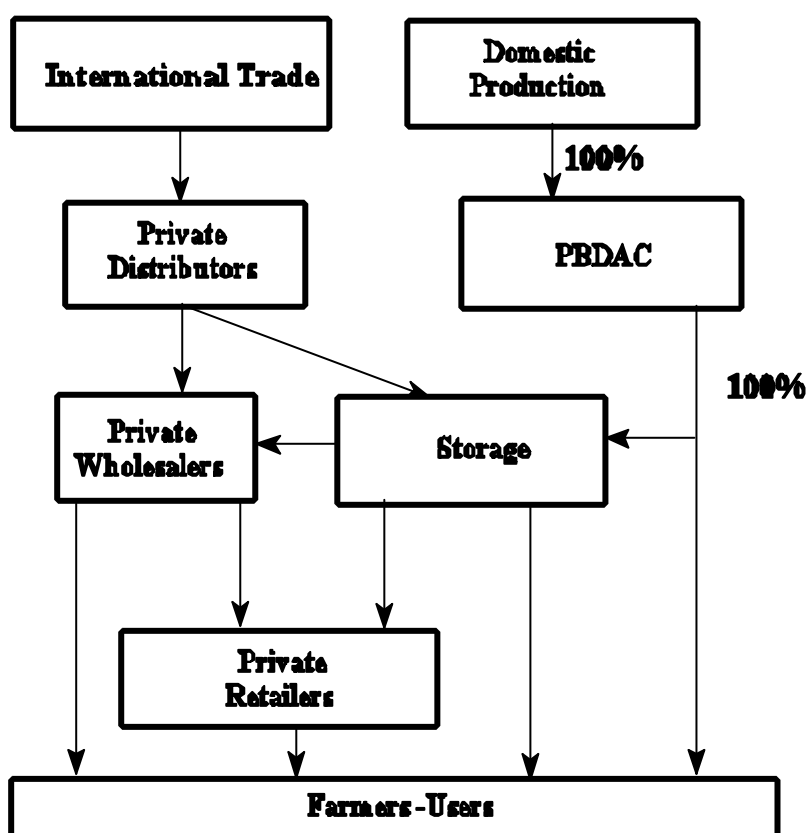 International Trade
Domestic
Production
100%
Private
Distributors
PBDAC
100%
Private
Wholesalers
Storage
Private
Retailers
Farmers-Users